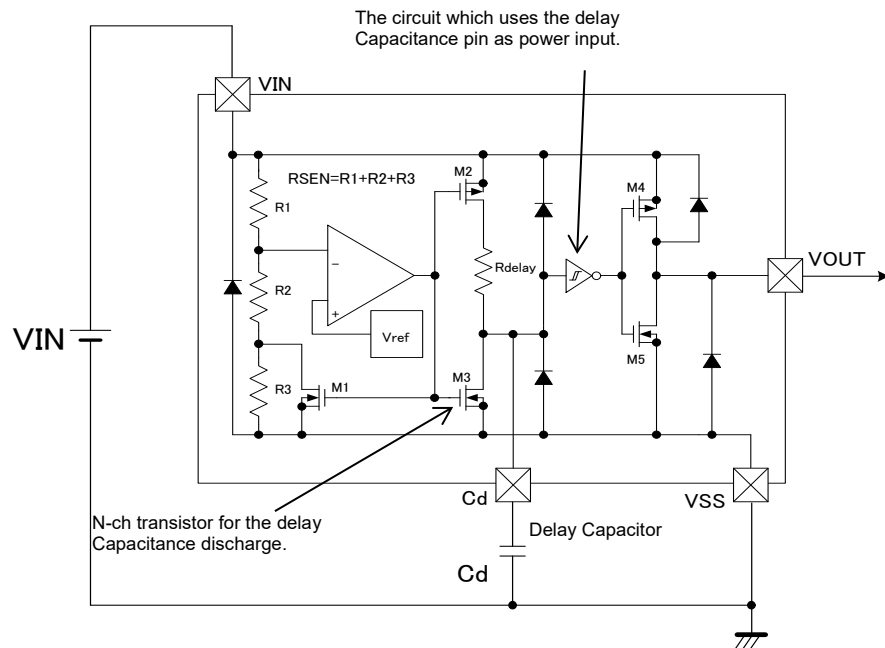 The circuit which uses the delay
Capacitance pin as power input.
VIN
RSEN=R1+R2+R3
M2
M4
R1
Rdelay
VOUT
R2
Vref
VIN
M5
R3
M1
M3
Cd
VSS
N-ch transistor for the delay
Capacitance discharge.
Delay Capacitor
Cd